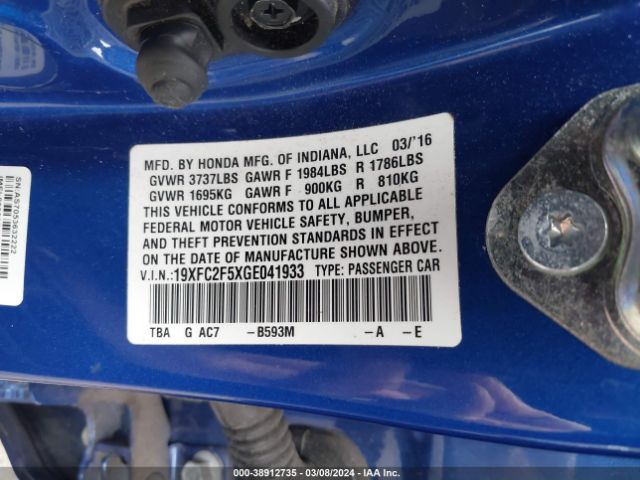 MFD. BY HONDA MFG. OF INDIANA, LLC 03/'16
GVWR 3737LBS GAWR F 1984LBS R 1786LBS
GVWR 1695KG GAWR F 900KG R 810KG
THIS VEHICLE CONFORMS TO ALL APPLICABLE
FEDERAL MOTOR VEHICLE SAFETY, BUMPER,
AND THEFT PREVENTION STANDARDS IN EFFECT
ON THE DATE OF MANUFACTURE SHOWN ABOVE.
V.I.N.:19XFC2F5XGE041933 TYPE: PASSENGER CAR
TBA G AC7 -B593M -A -E
SN:AS7053632222
000-38912735 - 03/08/2024 - IAA Inc.